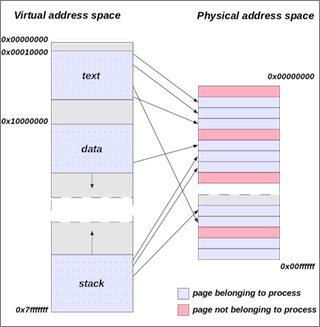 Virtual address space
Physical address space
0x00000000
0x00010000
text
0x00000000
0x10000000
data
stack
0x00ffffff
page belonging to process
page not belonging to process
0x7fffffff